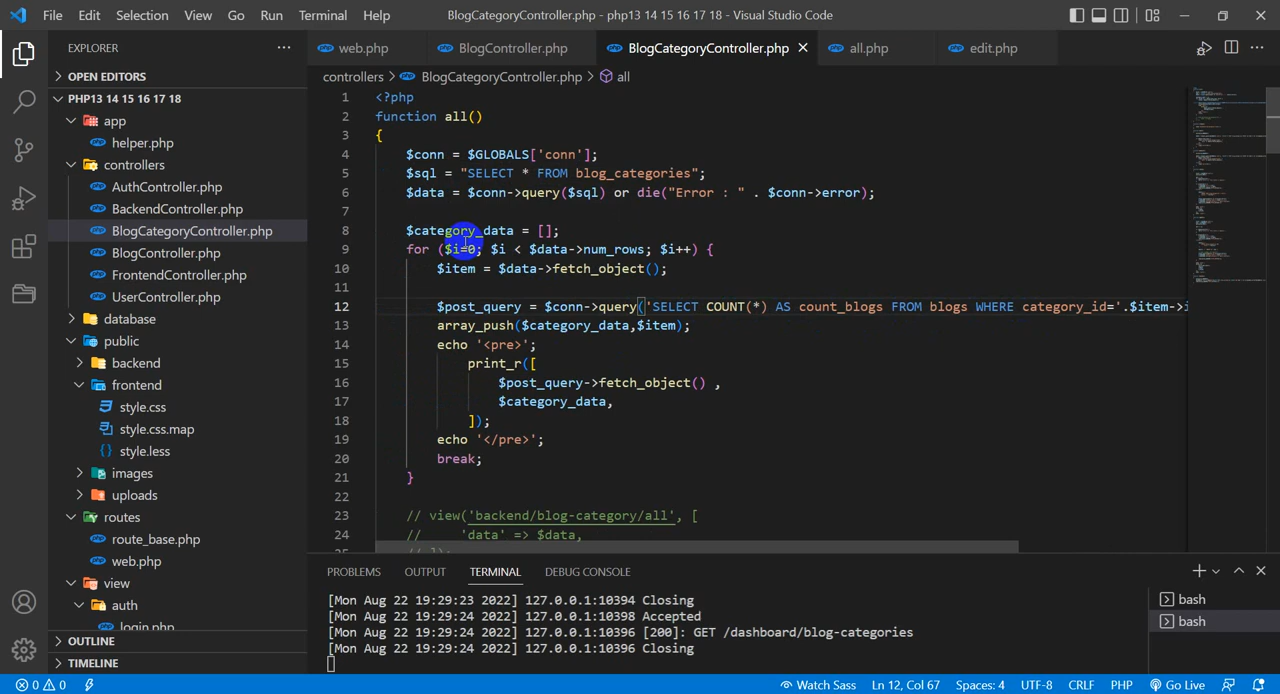 File Edit Selection View Go Run Terminal Help BlogCategoryController.php - php13 14 15 16 17 18 - Visual Studio Code
EXPLORER
OPEN EDITORS
PHP13 14 15 16 17 18
app
helper.php
controllers
AuthController.php
BackendController.php
BlogCategoryController.php
BlogController.php
FrontendController.php
UserController.php
database
public
backend
frontend
style.css
style.css.map
style.less
images
uploads
routes
route_base.php
web.php
view
auth
login.php
OUTLINE
TIMELINE
web.php BlogController.php BlogCategoryController.php all.php edit.php
controllers > BlogCategoryController.php > all
1 <?php
2 function all()
3 {
4 $conn = $GLOBALS['conn'];
5 $sql = "SELECT * FROM blog_categories";
6 $data = $conn->query($sql) or die("Error : " . $conn->error);
7
8 $category_data = [];
9 for ($i=0; $i < $data->num_rows; $i++) {
10 $item = $data->fetch_object();
11
12 $post_query = $conn->query('SELECT COUNT(*) AS count_blogs FROM blogs WHERE category_id='.$item->i
13 array_push($category_data,$item);
14 echo '<pre>';
15 print_r([
16 $post_query->fetch_object() ,
17 $category_data,
18 ]);
19 echo '</pre>';
20 break;
21 }
22
23 // view('backend/blog-category/all', [
24 // 'data' => $data,
25 // ]);
PROBLEMS OUTPUT TERMINAL DEBUG CONSOLE
[Mon Aug 22 19:29:23 2022] 127.0.0.1:10394 Closing
[Mon Aug 22 19:29:24 2022] 127.0.0.1:10398 Accepted
[Mon Aug 22 19:29:24 2022] 127.0.0.1:10396 [200]: GET /dashboard/blog-categories
[Mon Aug 22 19:29:24 2022] 127.0.0.1:10396 Closing
bash
bash
0 0 Watch Sass Ln 12, Col 67 Spaces: 4 UTF-8 CRLF PHP Go Live